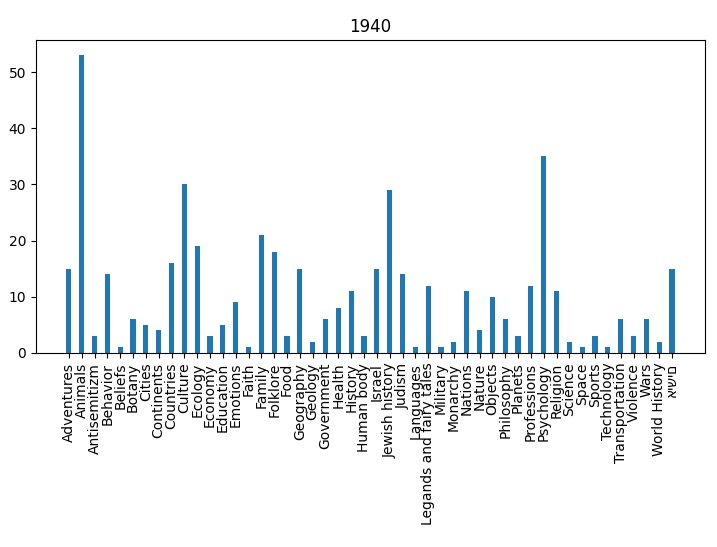 1940
50
40
30
20
10
0
Adventures
Animals
Antisemitizm
Behavior
Beliefs
Botany
Cities
Continents
Countries
Culture
Ecology
Economy
Education
Emotions
Faith
Family
Folklore
Food
Geography
Geology
Government
Health
History
Human body
Israel
Jewish history
Judism
Languages
Legands and fairy tales
Military
Monarchy
Nations
Nature
Objects
Philosophy
Planets
Professions
Psychology
Religion
Science
Space
Sports
Technology
Transportation
Violence
Wars
World History
םישיא